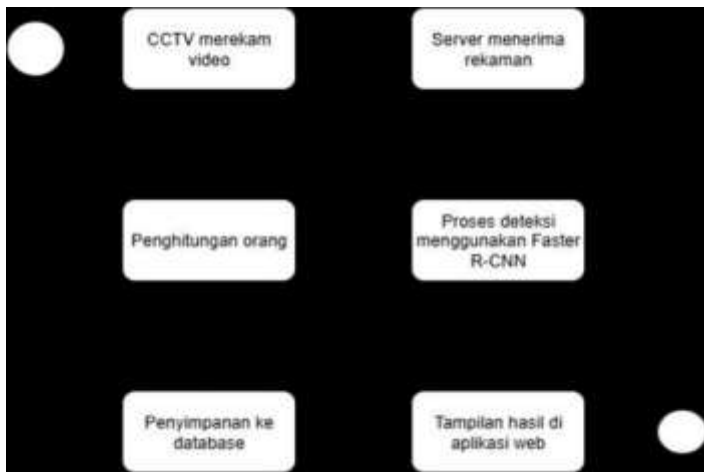 CCTV merekam
video
Server menerima
rekaman
Penghitungan orang
Proses deteksi
menggunakan Faster
R-CNN
Penyimpanan ke
database
Tampilan hasil di
aplikasi web